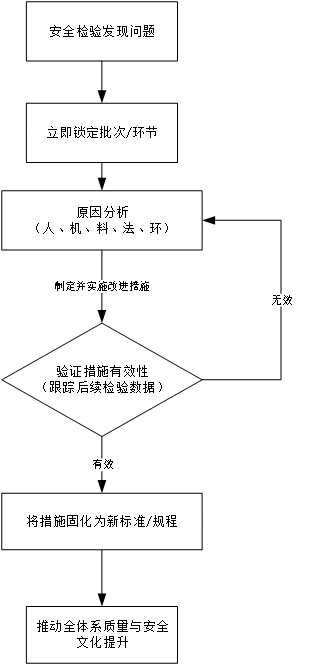 安全检验发现问题
立即锁定批次/环节
原因分析
（人、机、料、法、环）
制定并实施改进措施
无效
验证措施有效性
（跟踪后续检验数据）
有效
将措施固化为新标准/规程
推动全体系质量与安全
文化提升